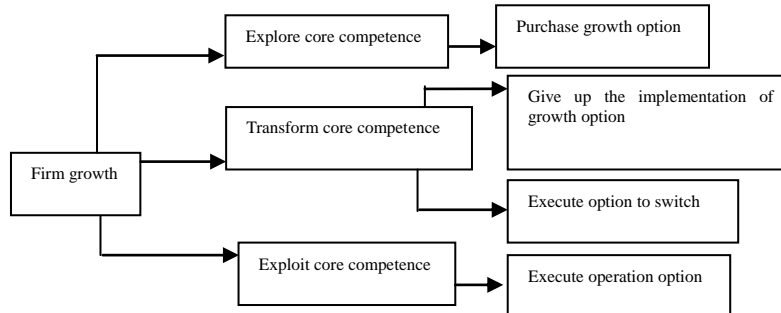 Explore core competence
Purchase growth option
Give up the implementation of
growth option
Transform core competence
Firm growth
Execute option to switch
Exploit core competence
Execute operation option